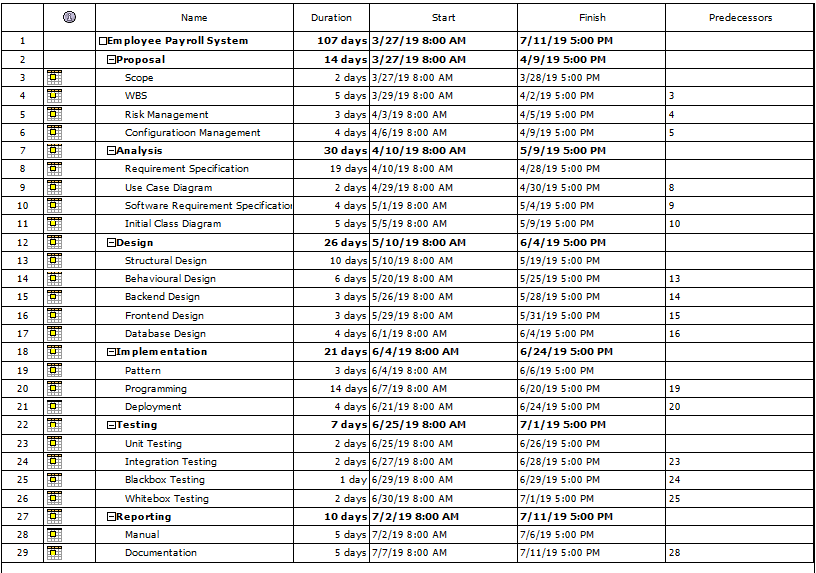 Name Duration Start Finish Predecessors
1 Employee Payroll System 107 days 3/27/19 8:00 AM 7/11/19 5:00 PM
2 Proposal 14 days 3/27/19 8:00 AM 4/9/19 5:00 PM
3 Scope 2 days 3/27/19 8:00 AM 3/28/19 5:00 PM
4 WBS 5 days 3/29/19 8:00 AM 4/2/19 5:00 PM 3
5 Risk Management 3 days 4/3/19 8:00 AM 4/5/19 5:00 PM 4
6 Configuratioon Management 4 days 4/6/19 8:00 AM 4/9/19 5:00 PM 5
7 Analysis 30 days 4/10/19 8:00 AM 5/9/19 5:00 PM
8 Requirement Specification 19 days 4/10/19 8:00 AM 4/28/19 5:00 PM
9 Use Case Diagram 2 days 4/29/19 8:00 AM 4/30/19 5:00 PM 8
10 Software Requirement Specification 4 days 5/1/19 8:00 AM 5/4/19 5:00 PM 9
11 Initial Class Diagram 5 days 5/5/19 8:00 AM 5/9/19 5:00 PM 10
12 Design 26 days 5/10/19 8:00 AM 6/4/19 5:00 PM
13 Structural Design 10 days 5/10/19 8:00 AM 5/19/19 5:00 PM
14 Behavioural Design 6 days 5/20/19 8:00 AM 5/25/19 5:00 PM 13
15 Backend Design 3 days 5/26/19 8:00 AM 5/28/19 5:00 PM 14
16 Frontend Design 3 days 5/29/19 8:00 AM 5/31/19 5:00 PM 15
17 Database Design 4 days 6/1/19 8:00 AM 6/4/19 5:00 PM 16
18 Implementation 21 days 6/4/19 8:00 AM 6/24/19 5:00 PM
19 Pattern 3 days 6/4/19 8:00 AM 6/6/19 5:00 PM
20 Programming 14 days 6/7/19 8:00 AM 6/20/19 5:00 PM 19
21 Deployment 4 days 6/21/19 8:00 AM 6/24/19 5:00 PM 20
22 Testing 7 days 6/25/19 8:00 AM 7/1/19 5:00 PM
23 Unit Testing 2 days 6/25/19 8:00 AM 6/26/19 5:00 PM
24 Integration Testing 2 days 6/27/19 8:00 AM 6/28/19 5:00 PM 23
25 Blackbox Testing 1 day 6/29/19 8:00 AM 6/29/19 5:00 PM 24
26 Whitebox Testing 2 days 6/30/19 8:00 AM 7/1/19 5:00 PM 25
27 Reporting 10 days 7/2/19 8:00 AM 7/11/19 5:00 PM
28 Manual 5 days 7/2/19 8:00 AM 7/6/19 5:00 PM
29 Documentation 5 days 7/7/19 8:00 AM 7/11/19 5:00 PM 28